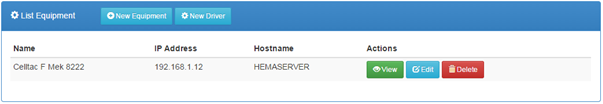 List Equipment New Equipment New Driver
Name IP Address Hostname Actions
Celltac F Mek 8222 192.168.1.12 HEMASERVER View Edit Delete